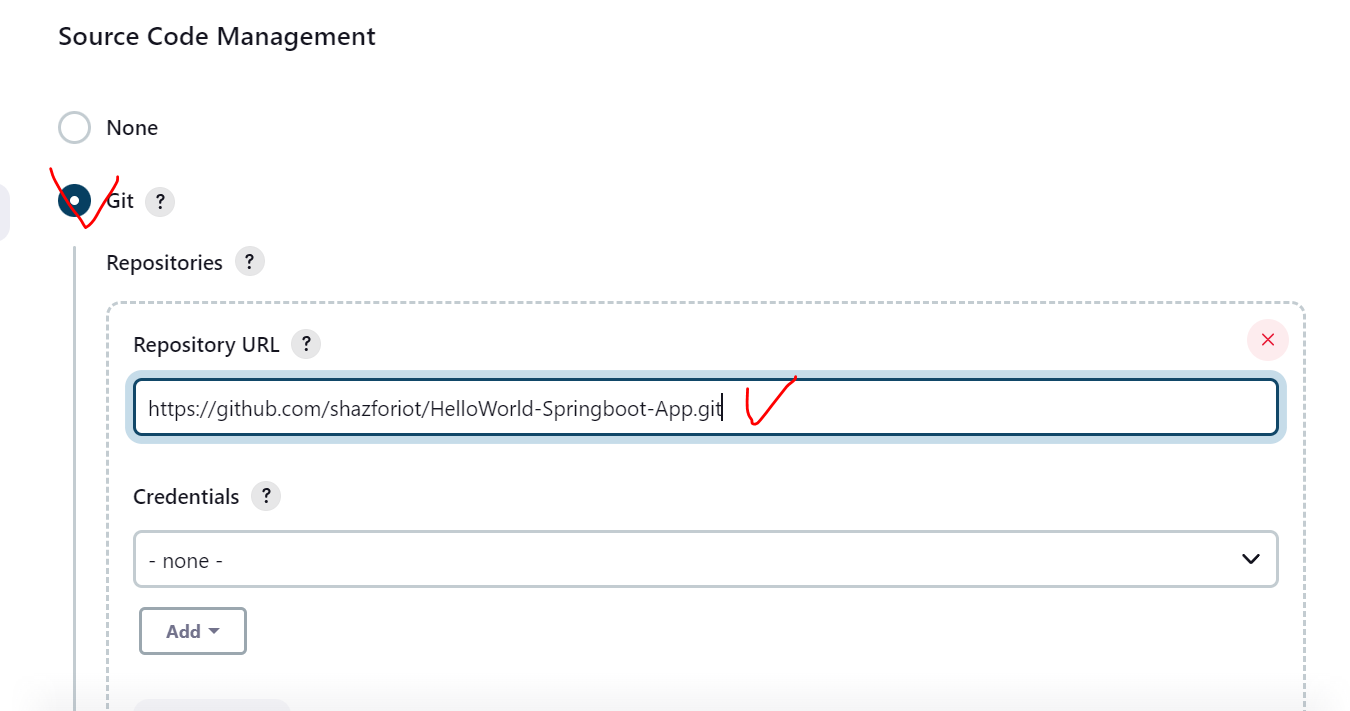 Source Code Management
None
Git ?
Repositories ?
Repository URL ?
https://github.com/shazforiot/HelloWorld-Springboot-App.git
Credentials ?
- none -
Add